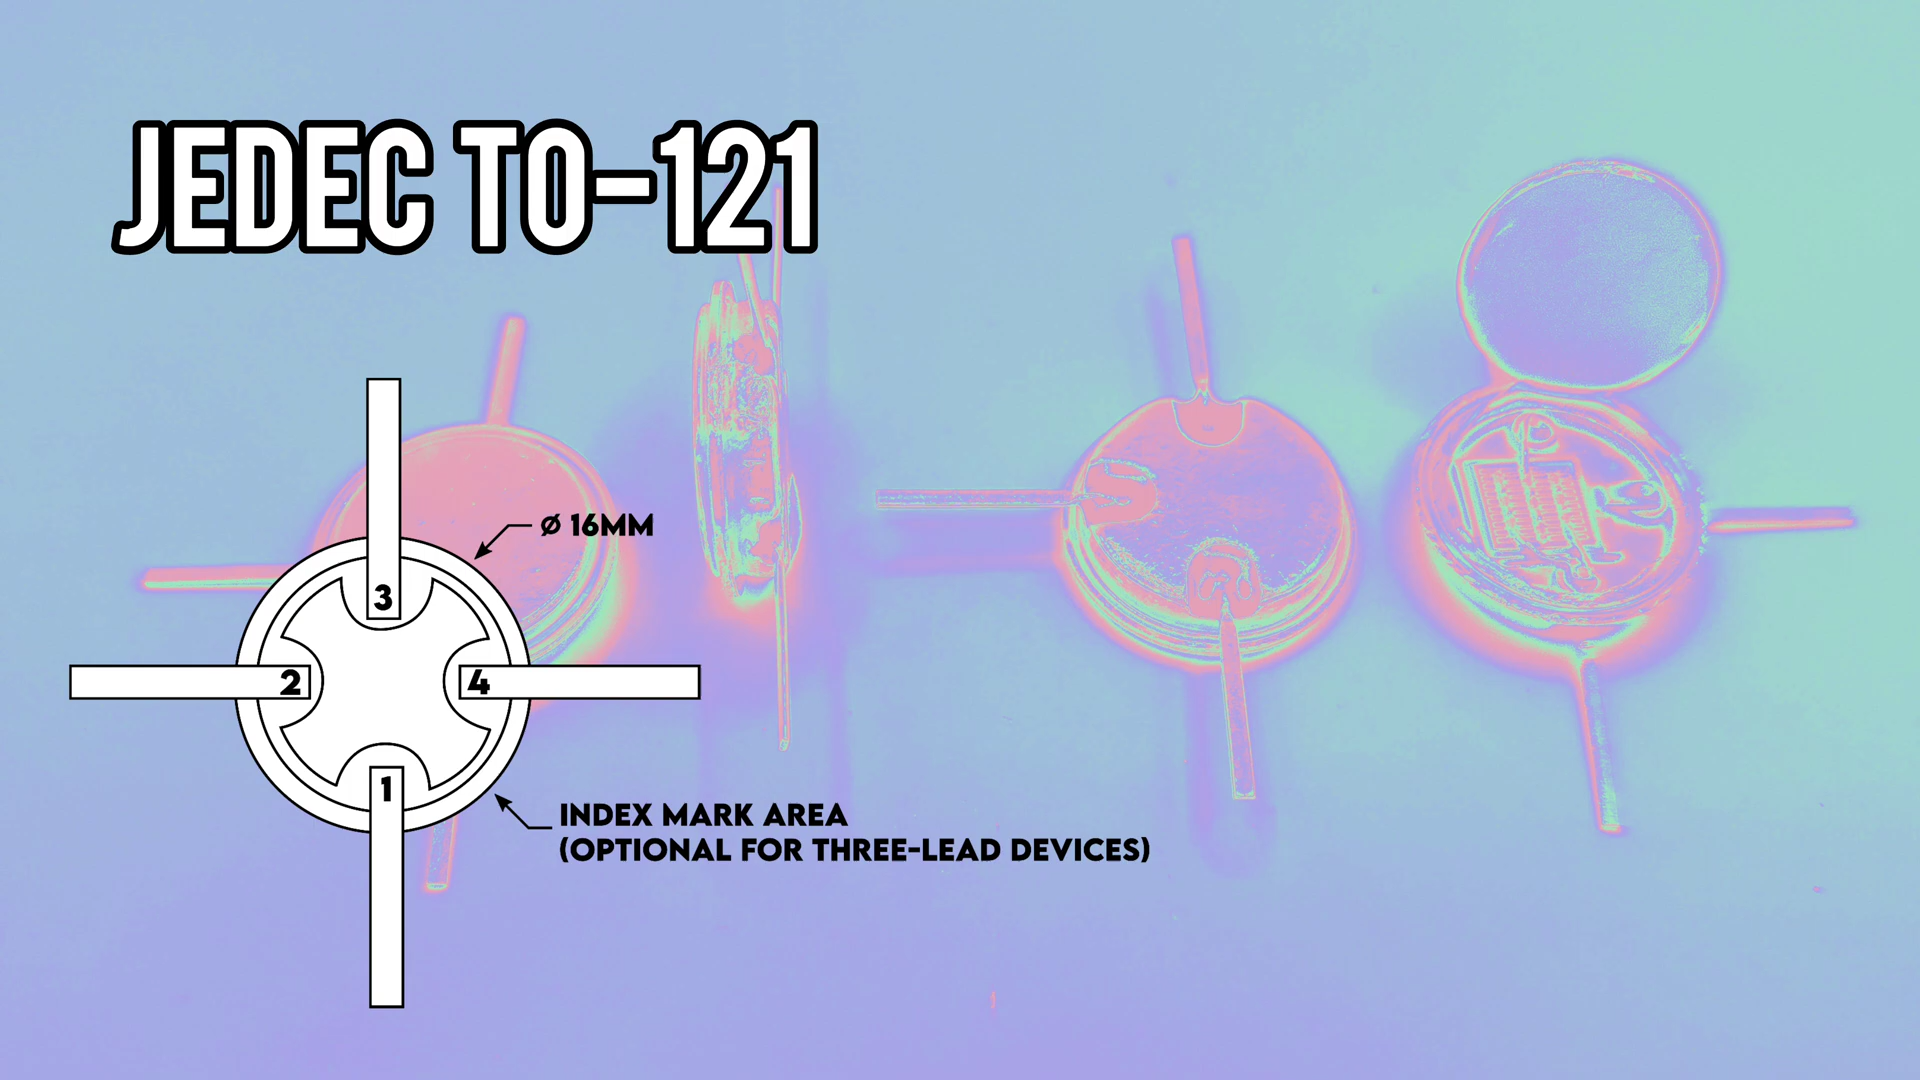 JEDEC TO-121
Ø 16MM
3
2
4
1
INDEX MARK AREA
(OPTIONAL FOR THREE-LEAD DEVICES)